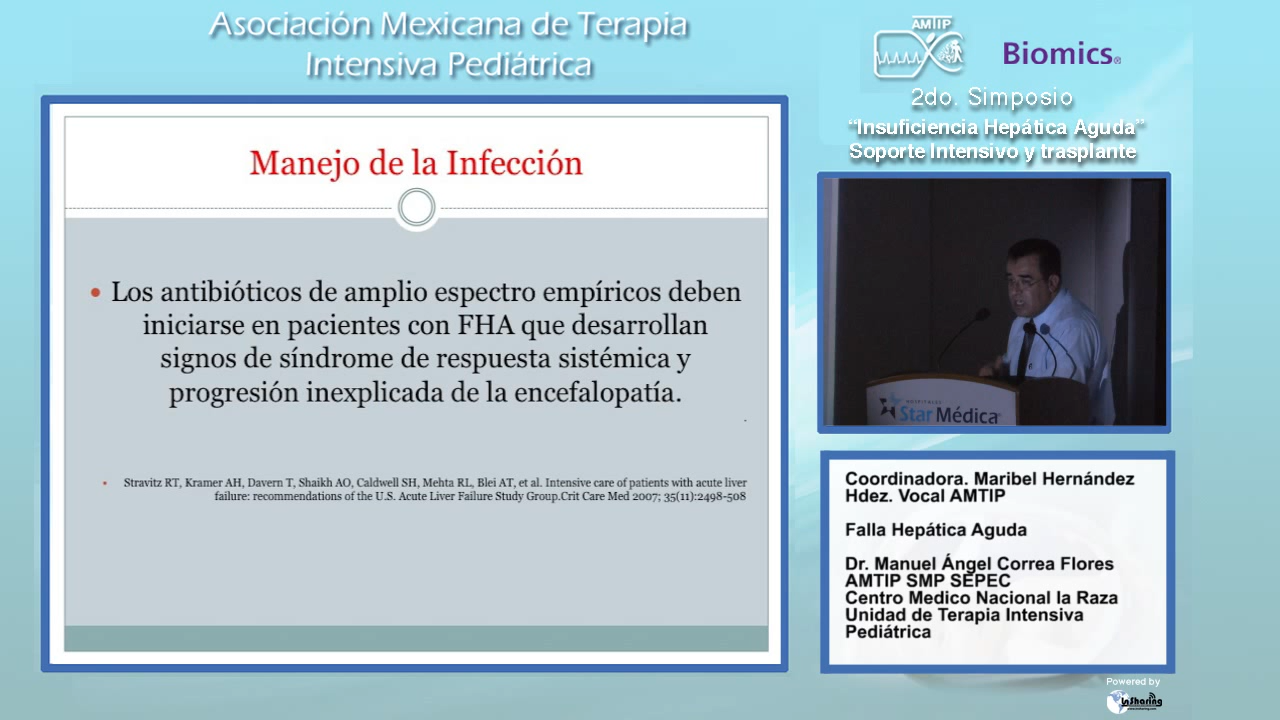 Asociación Mexicana de Terapia
Intensiva Pediátrica
AMTIP
Biomics®
2do. Simposio
“Insuficiencia Hepática Aguda”
Soporte Intensivo y trasplante
Manejo de la Infección
• Los antibióticos de amplio espectro empíricos deben
iniciarse en pacientes con FHA que desarrollan
signos de síndrome de respuesta sistémica y
progresión inexplicada de la encefalopatía.
.
• Stravitz RT, Kramer AH, Davern T, Shaikh AO, Caldwell SH, Mehta RL, Blei AT, et al. Intensive care of patients with acute liver
failure: recommendations of the U.S. Acute Liver Failure Study Group.Crit Care Med 2007; 35(11):2498-508
HOSPITALES
Star Médica
Coordinadora. Maribel Hernández
Hdez. Vocal AMTIP
Falla Hepática Aguda
Dr. Manuel Ángel Correa Flores
AMTIP SMP SEPEC
Centro Medico Nacional la Raza
Unidad de Terapia Intensiva
Pediátrica
Powered by
InSharing